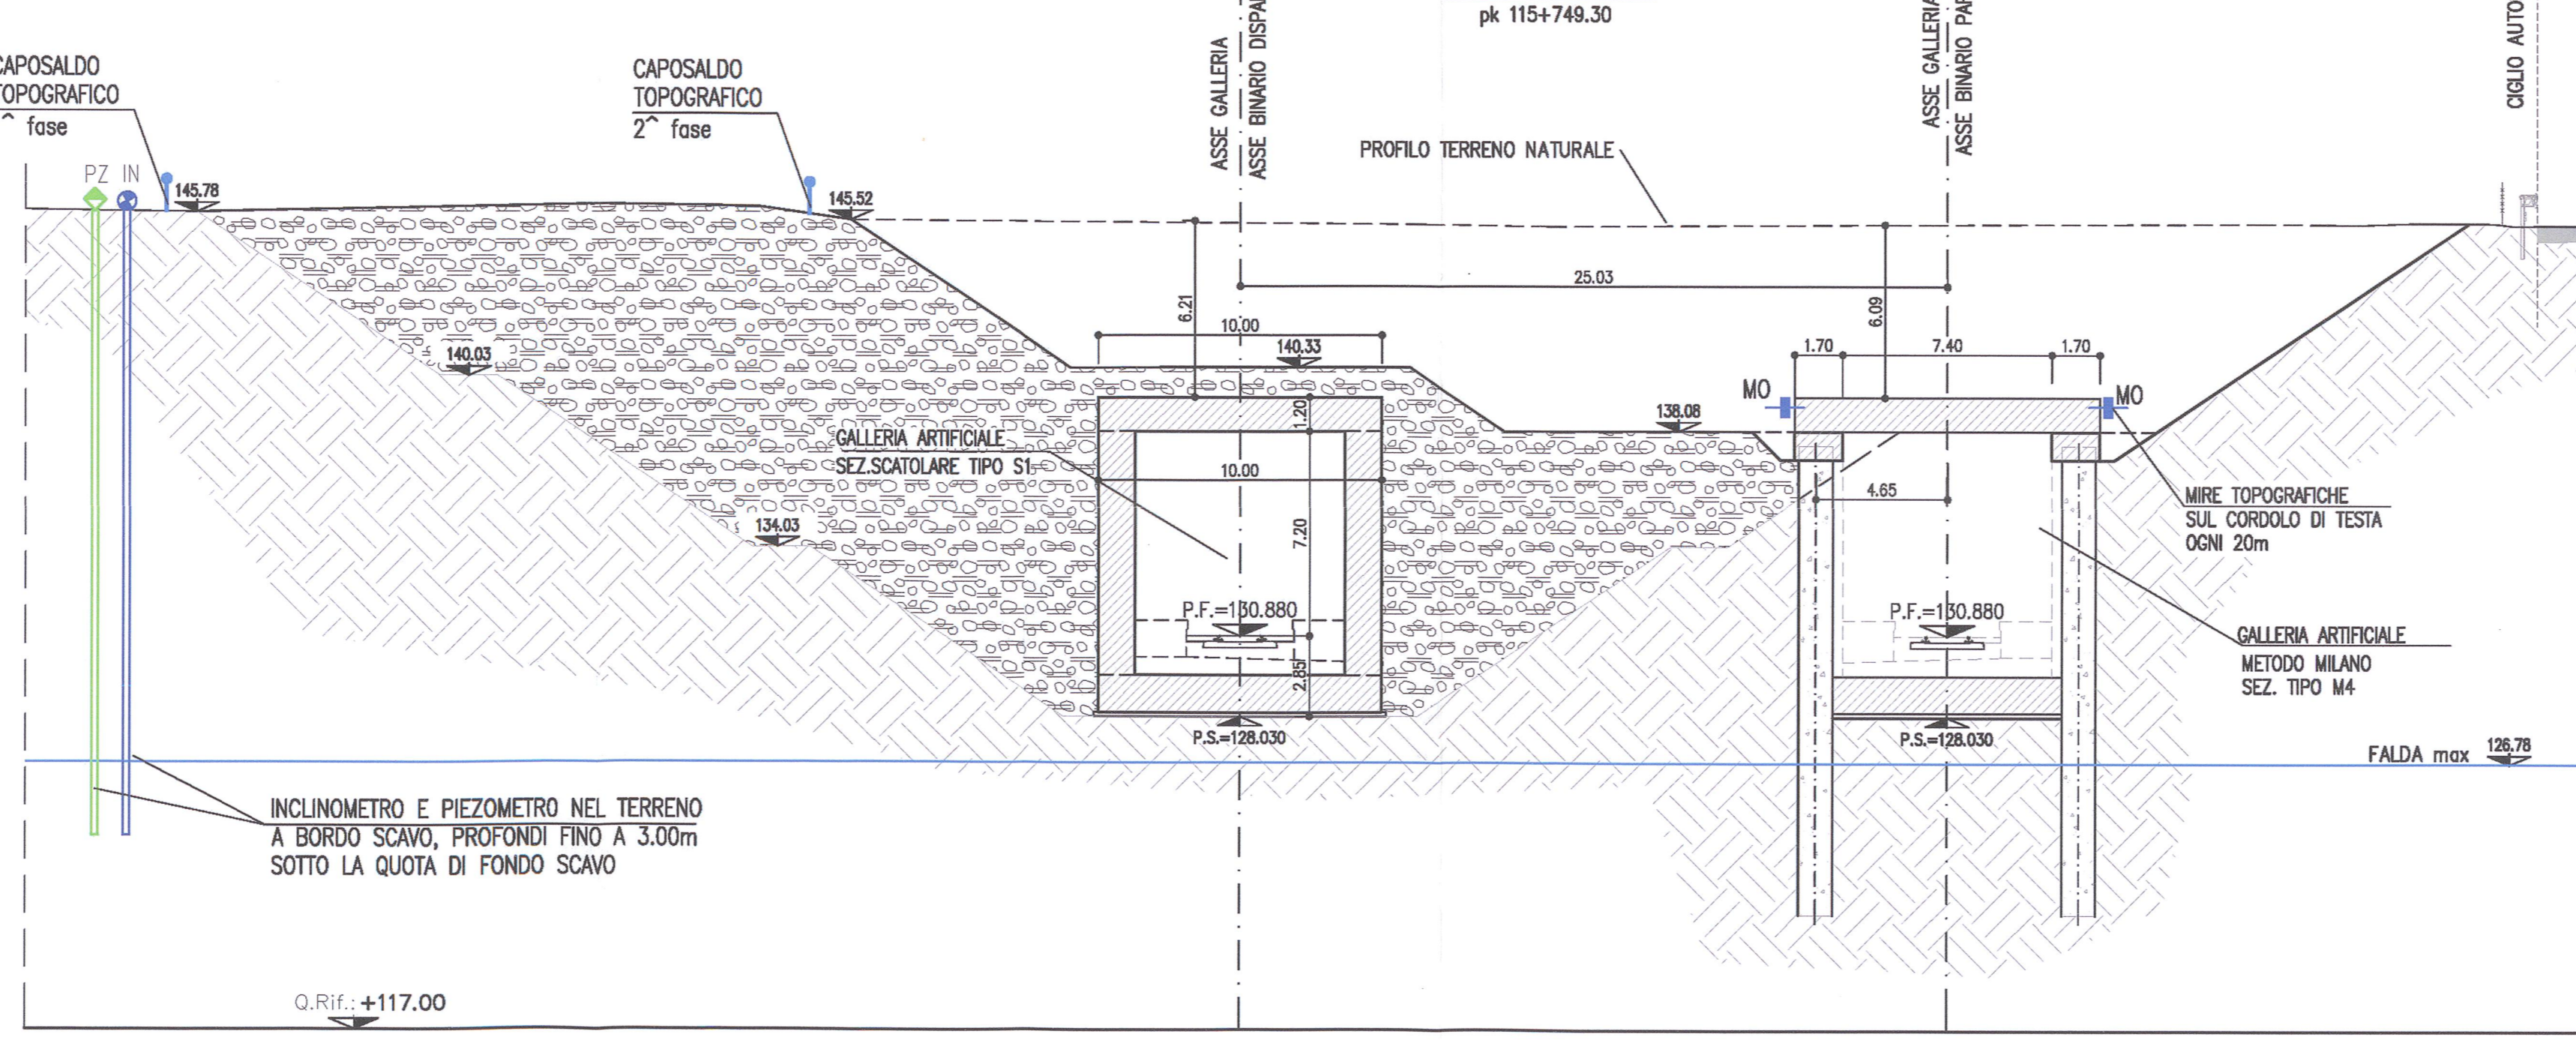 pk 115+749.30
ASSE GALLERIA
ASSE GALLERIA
CAPOSALDO
TOPOGRAFICO
2^ fase
fase
PROFILO TERRENO NATURALE
PZ IN
145.78
145.52
25.03
6.21
6.09
10.00
140.33
1.70
7.40
1.70
140.03
MO
MO
138.08
1.20
GALLERIA ARTIFICIALE
SEZ.SCATOLARE TIPO S1
10.00
4.65
MIRE TOPOGRAFICHE
SUL CORDOLO DI TESTA
OGNI 20m
134.03
7.20
P.F.=130.880
P.F.=130.880
GALLERIA ARTIFICIALE
METODO MILANO
SEZ. TIPO M4
2.85
P.S.=128.030
P.S.=128.030
FALDA max 126.78
INCLINOMETRO E PIEZOMETRO NEL TERRENO
A BORDO SCAVO, PROFONDI FINO A 3.00m
SOTTO LA QUOTA DI FONDO SCAVO
Q.Rif.: +117.00
ASSE BINARIO
ASSE BINARIO
CIGLIO